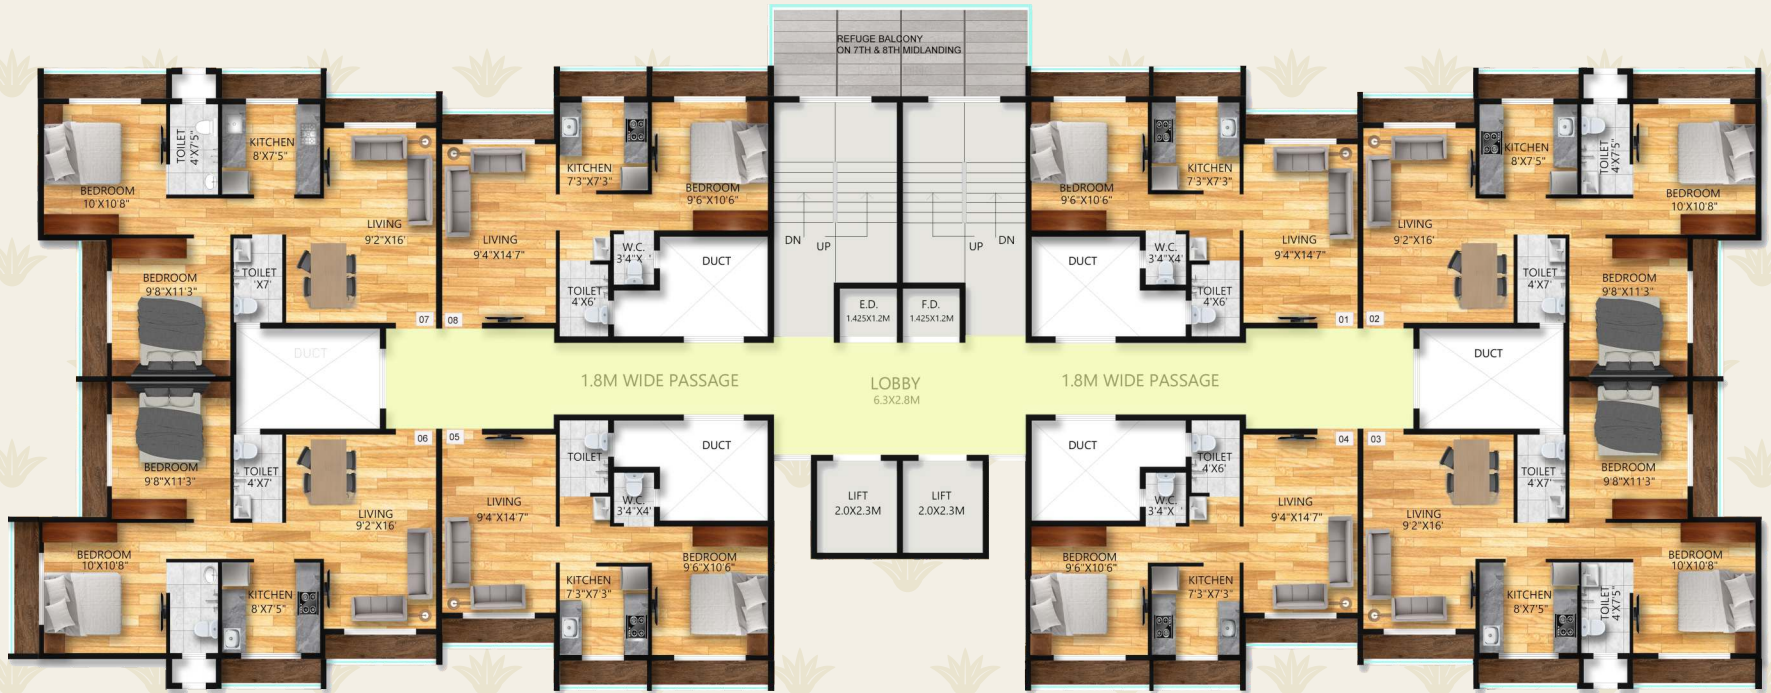 REFUGE BALCONY
ON 7TH & 8TH MIDLANDING
BEDROOM
10'X10'8"
TOILET
4'X7'5"
KITCHEN
8'X7'5"
LIVING
9'2"X16'
BEDROOM
9'8"X11'3"
TOILET
'X7'
07
DUCT
LIVING
9'4"X14'7"
KITCHEN
7'3"X7'3"
BEDROOM
9'6"X10'6"
W.C.
3'4"X '
TOILET
4'X6'
DUCT
08
DN
UP
UP
DN
E.D.
1.425X1.2M
F.D.
1.425X1.2M
BEDROOM
9'6"X10'6"
KITCHEN
7'3"X7'3"
LIVING
9'4"X14'7"
DUCT
W.C.
3'4"X4'
TOILET
4'X6'
01
LIVING
9'2"X16'
KITCHEN
8'X7'5"
TOILET
4'X7'5"
BEDROOM
10'X10'8"
TOILET
4'X7'
BEDROOM
9'8"X11'3"
02
DUCT
1.8M WIDE PASSAGE
LOBBY
6.3X2.8M
1.8M WIDE PASSAGE
BEDROOM
9'8"X11'3"
TOILET
4'X7'
LIVING
9'2"X16'
BEDROOM
10'X10'8"
KITCHEN
8'X7'5"
06
05
TOILET
DUCT
W.C.
3'4"X4'
LIVING
9'4"X14'7"
KITCHEN
7'3"X7'3"
BEDROOM
9'6"X10'6"
LIFT
2.0X2.3M
LIFT
2.0X2.3M
DUCT
TOILET
4'X6'
W.C.
3'4"X '
LIVING
9'4"X14'7"
BEDROOM
9'6"X10'6"
KITCHEN
7'3"X7'3"
04
03
TOILET
4'X7'
BEDROOM
9'8"X11'3"
LIVING
9'2"X16'
KITCHEN
8'X7'5"
TOILET
4'X7'5"
BEDROOM
10'X10'8"